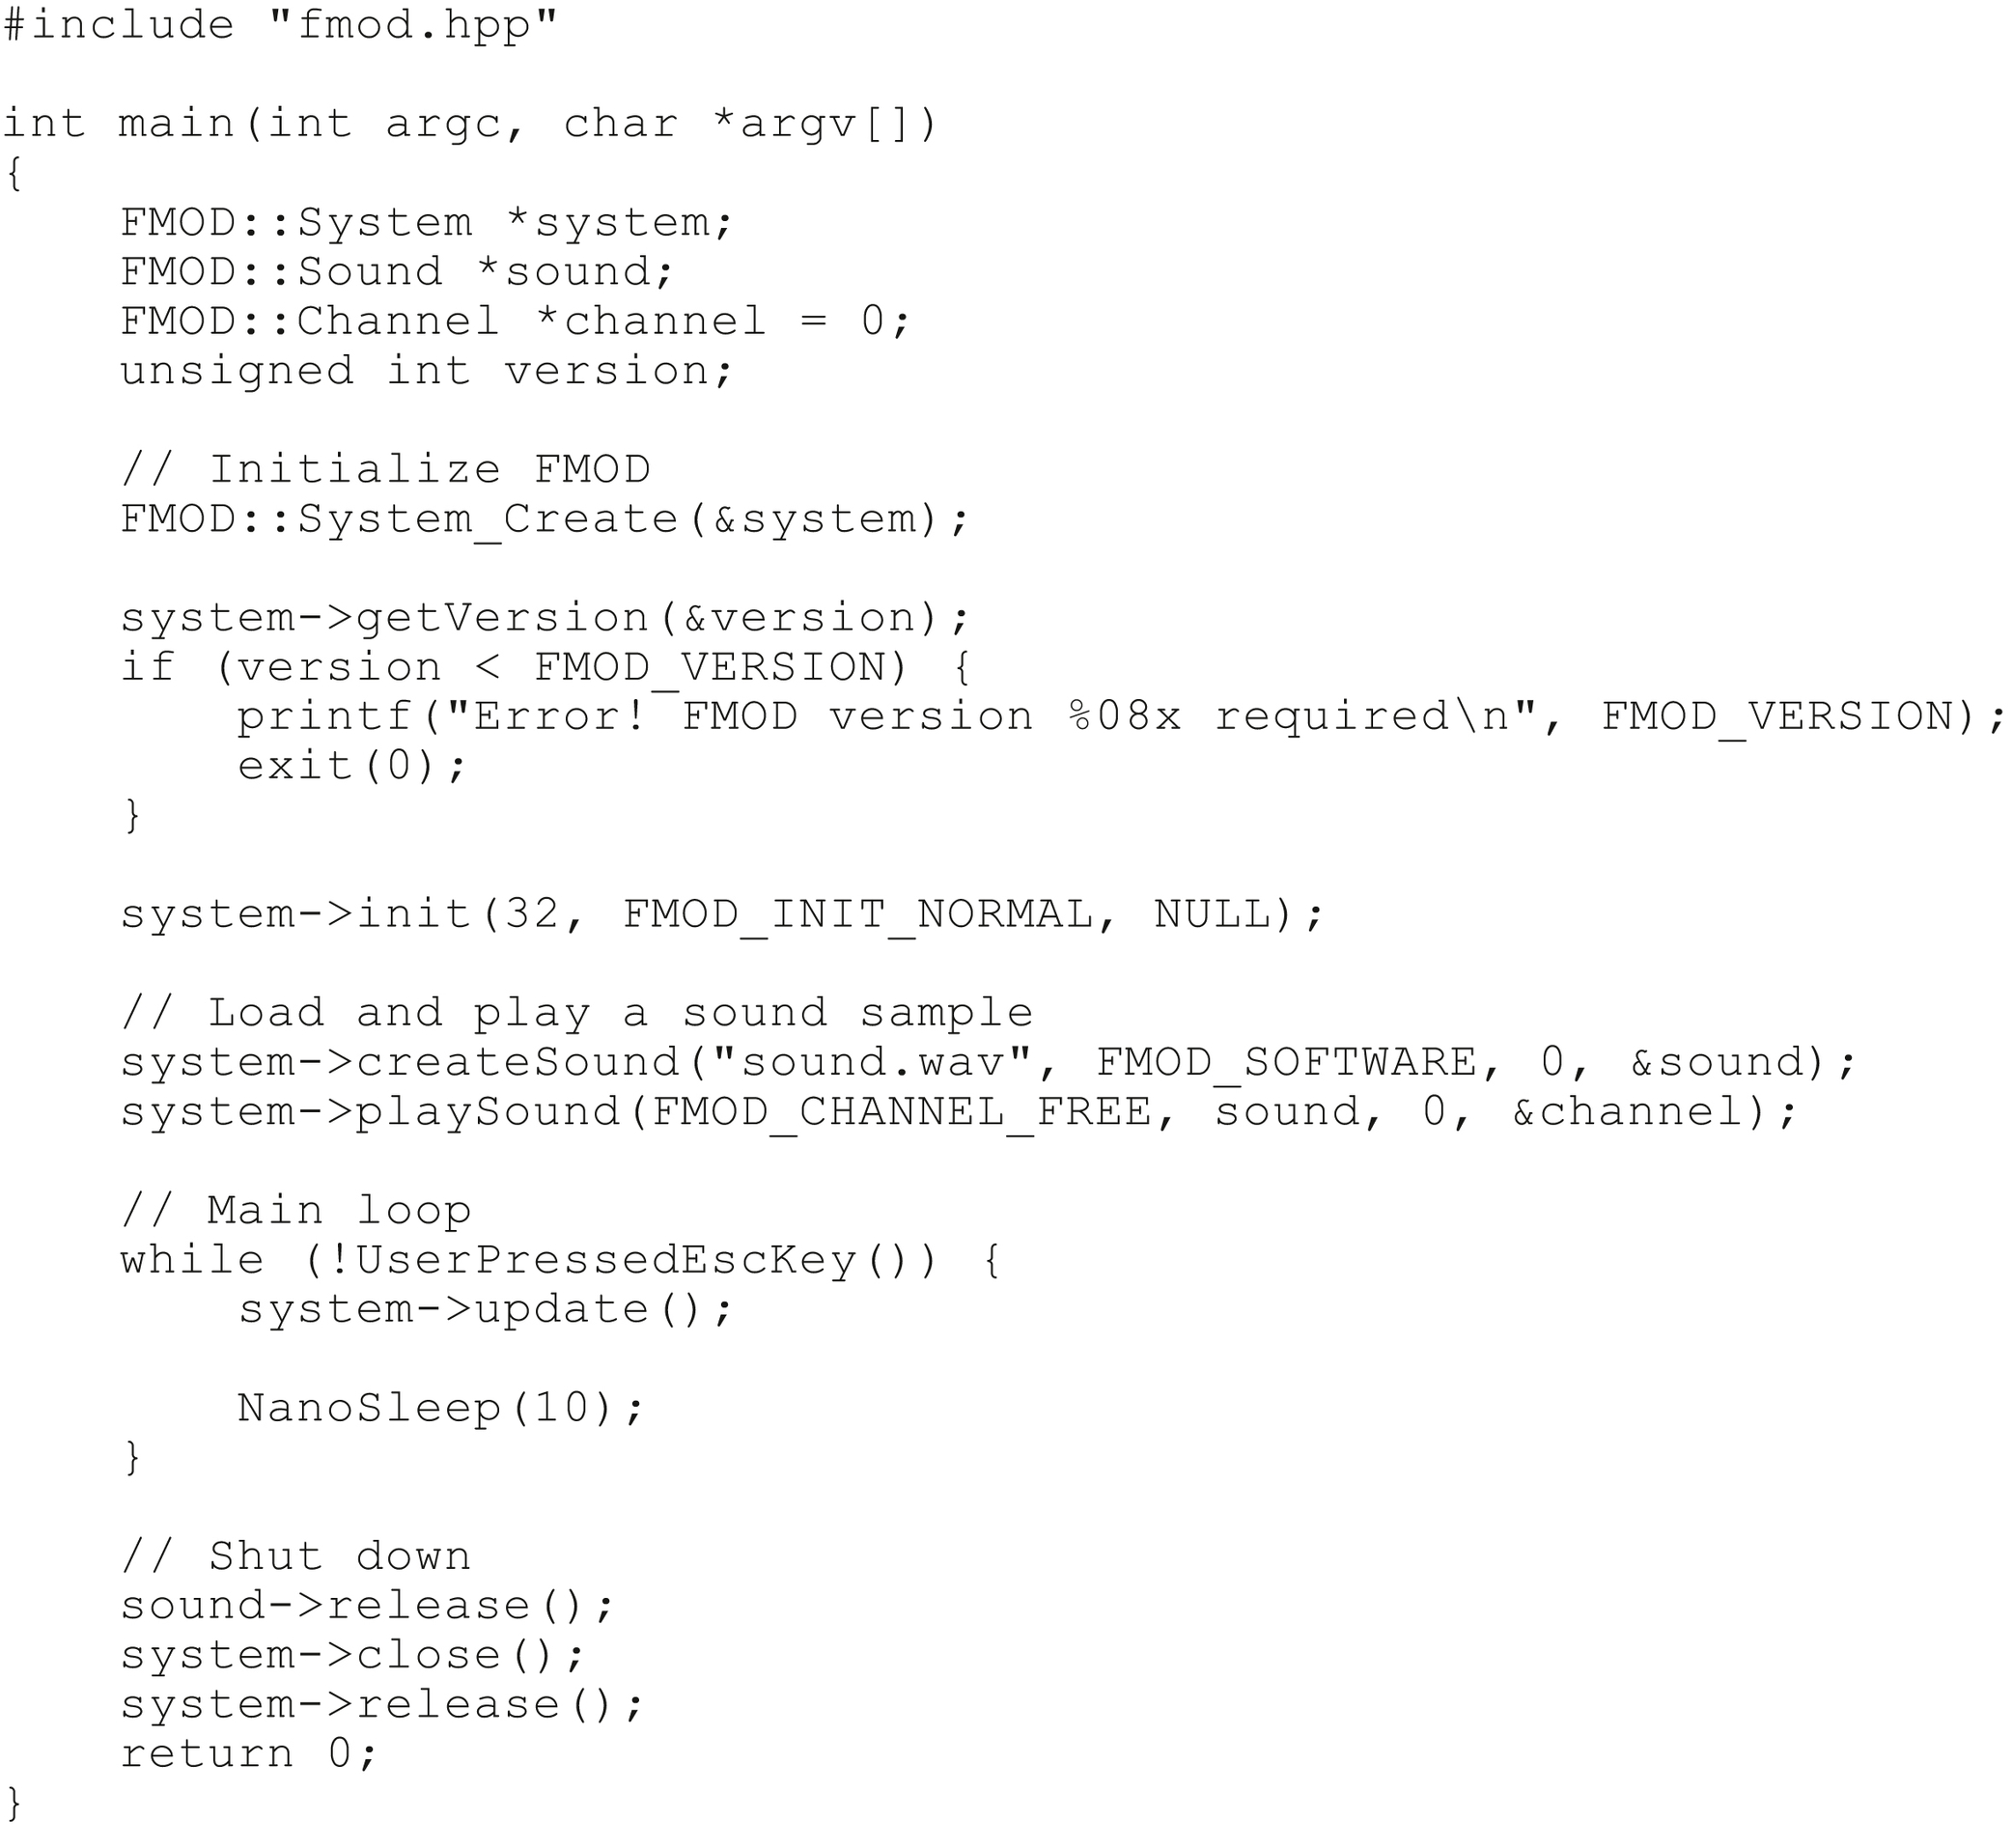 #include "fmod.hpp"

int main(int argc, char *argv[])
{
    FMOD::System *system;
    FMOD::Sound *sound;
    FMOD::Channel *channel = 0;
    unsigned int version;

    // Initialize FMOD
    FMOD::System_Create(&system);

    system->getVersion(&version);
    if (version < FMOD_VERSION) {
        printf("Error! FMOD version %08x required\n", FMOD_VERSION);
        exit(0);
    }

    system->init(32, FMOD_INIT_NORMAL, NULL);

    // Load and play a sound sample
    system->createSound("sound.wav", FMOD_SOFTWARE, 0, &sound);
    system->playSound(FMOD_CHANNEL_FREE, sound, 0, &channel);

    // Main loop
    while (!UserPressedEscKey()) {
        system->update();

        NanoSleep(10);
    }

    // Shut down
    sound->release();
    system->close();
    system->release();
    return 0;
}